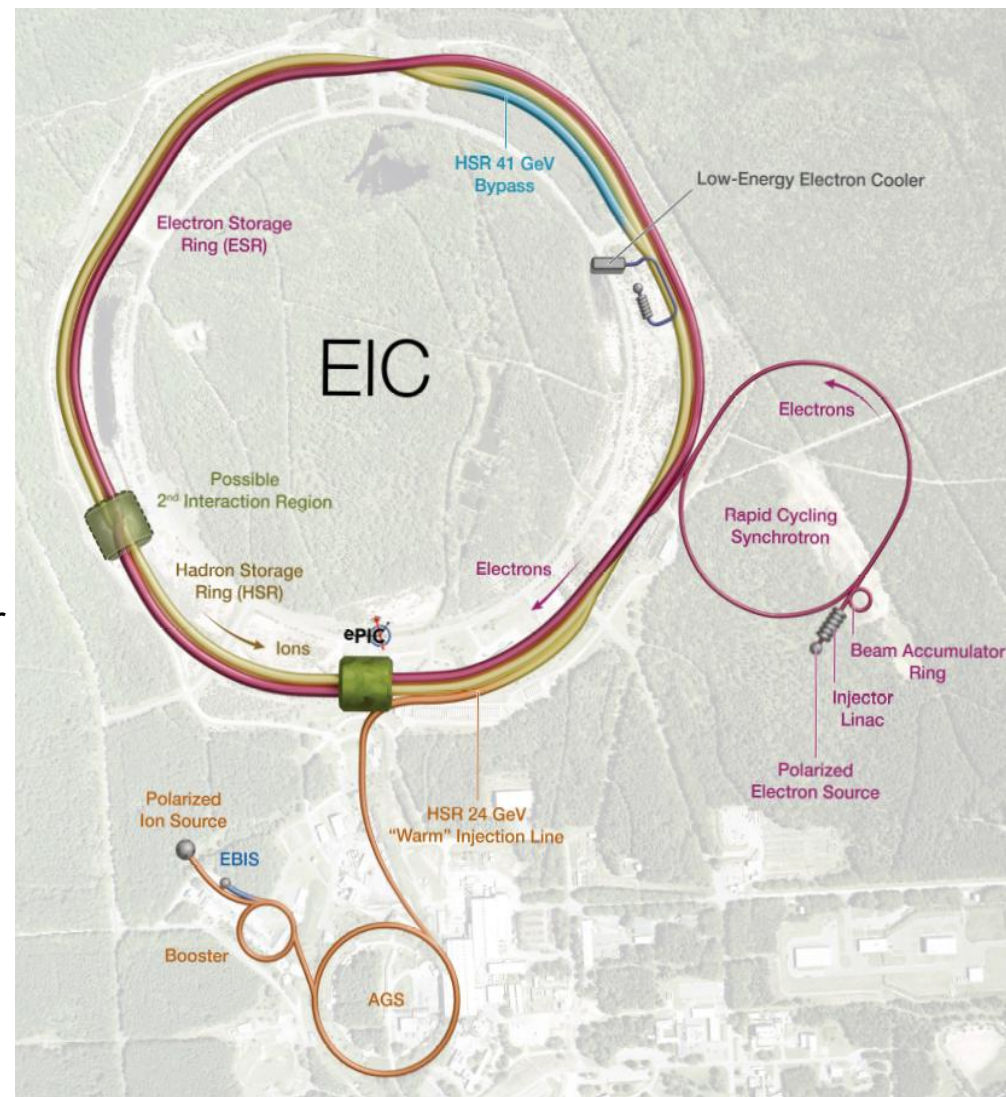 HSR 41 GeV
Bypass
Low-Energy Electron Cooler
Electron Storage
Ring (ESR)
EIC
Electrons
Possible
2nd Interaction Region
Rapid Cycling
Synchrotron
Hadron Storage
Ring (HSR)
Electrons
Ions
ePIC
Beam Accumulator
Ring
Injector
Linac
Polarized
Electron Source
Polarized
Ion Source
HSR 24 GeV
“Warm” Injection Line
EBIS
Booster
AGS